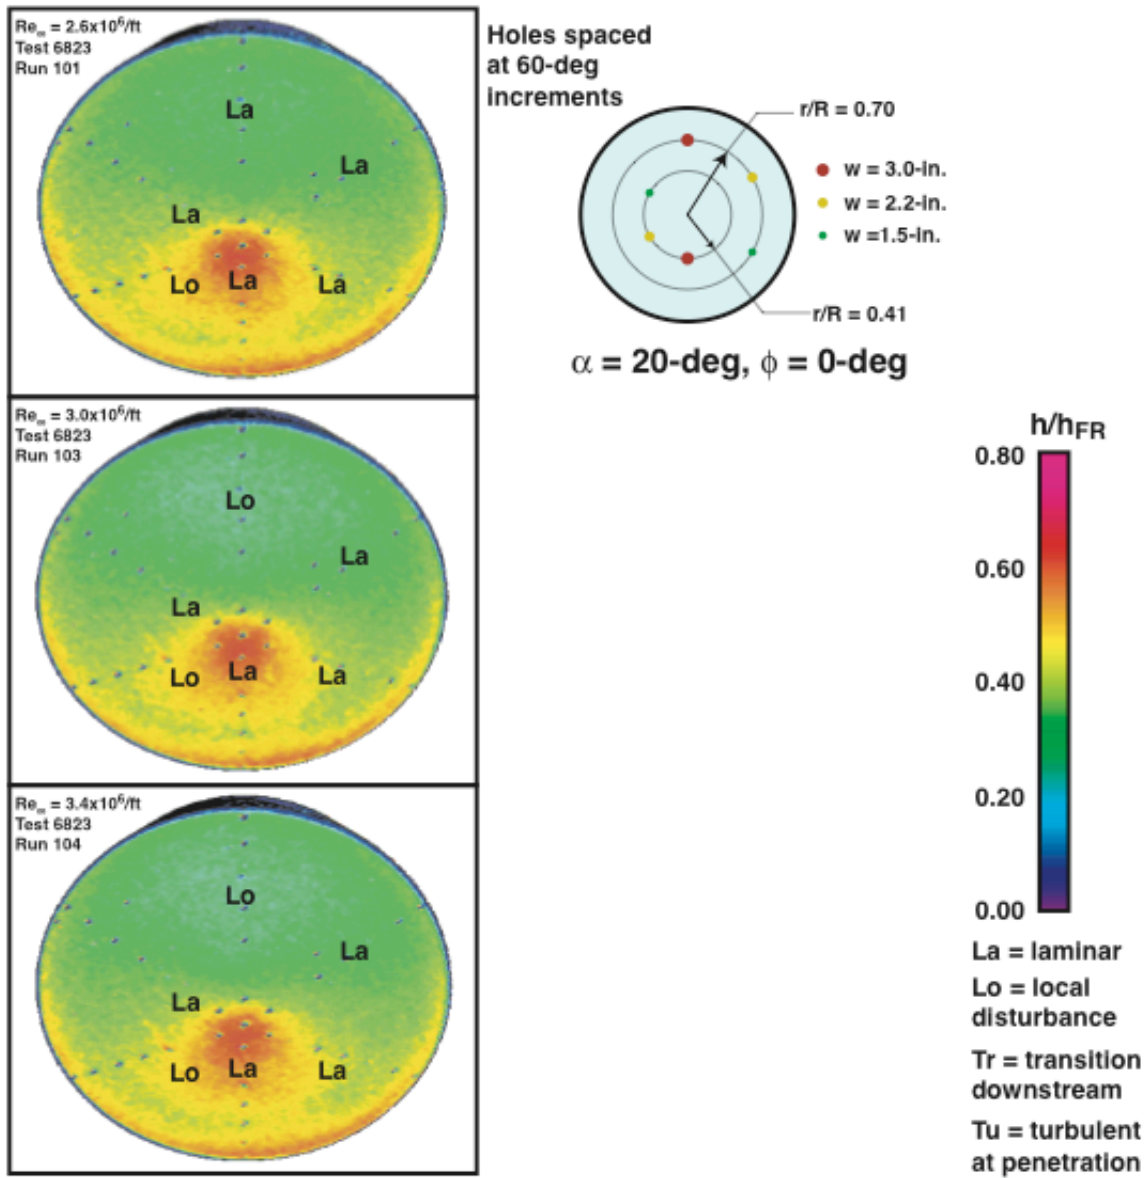 Re∞ = 2.6x10⁶/ft
Test 6823
Run 101
La
La
La
Lo
La
La
Holes spaced
at 60-deg
increments
r/R = 0.70
w = 3.0-in.
w = 2.2-in.
w =1.5-in.
r/R = 0.41
α = 20-deg, ϕ = 0-deg
Re∞ = 3.0x10⁶/ft
Test 6823
Run 103
Lo
La
La
Lo
La
La
Re∞ = 3.4x10⁶/ft
Test 6823
Run 104
Lo
La
La
Lo
La
La
h/hFR
0.80
0.60
0.40
0.20
0.00
La = laminar
Lo = local
disturbance
Tr = transition
downstream
Tu = turbulent
at penetration